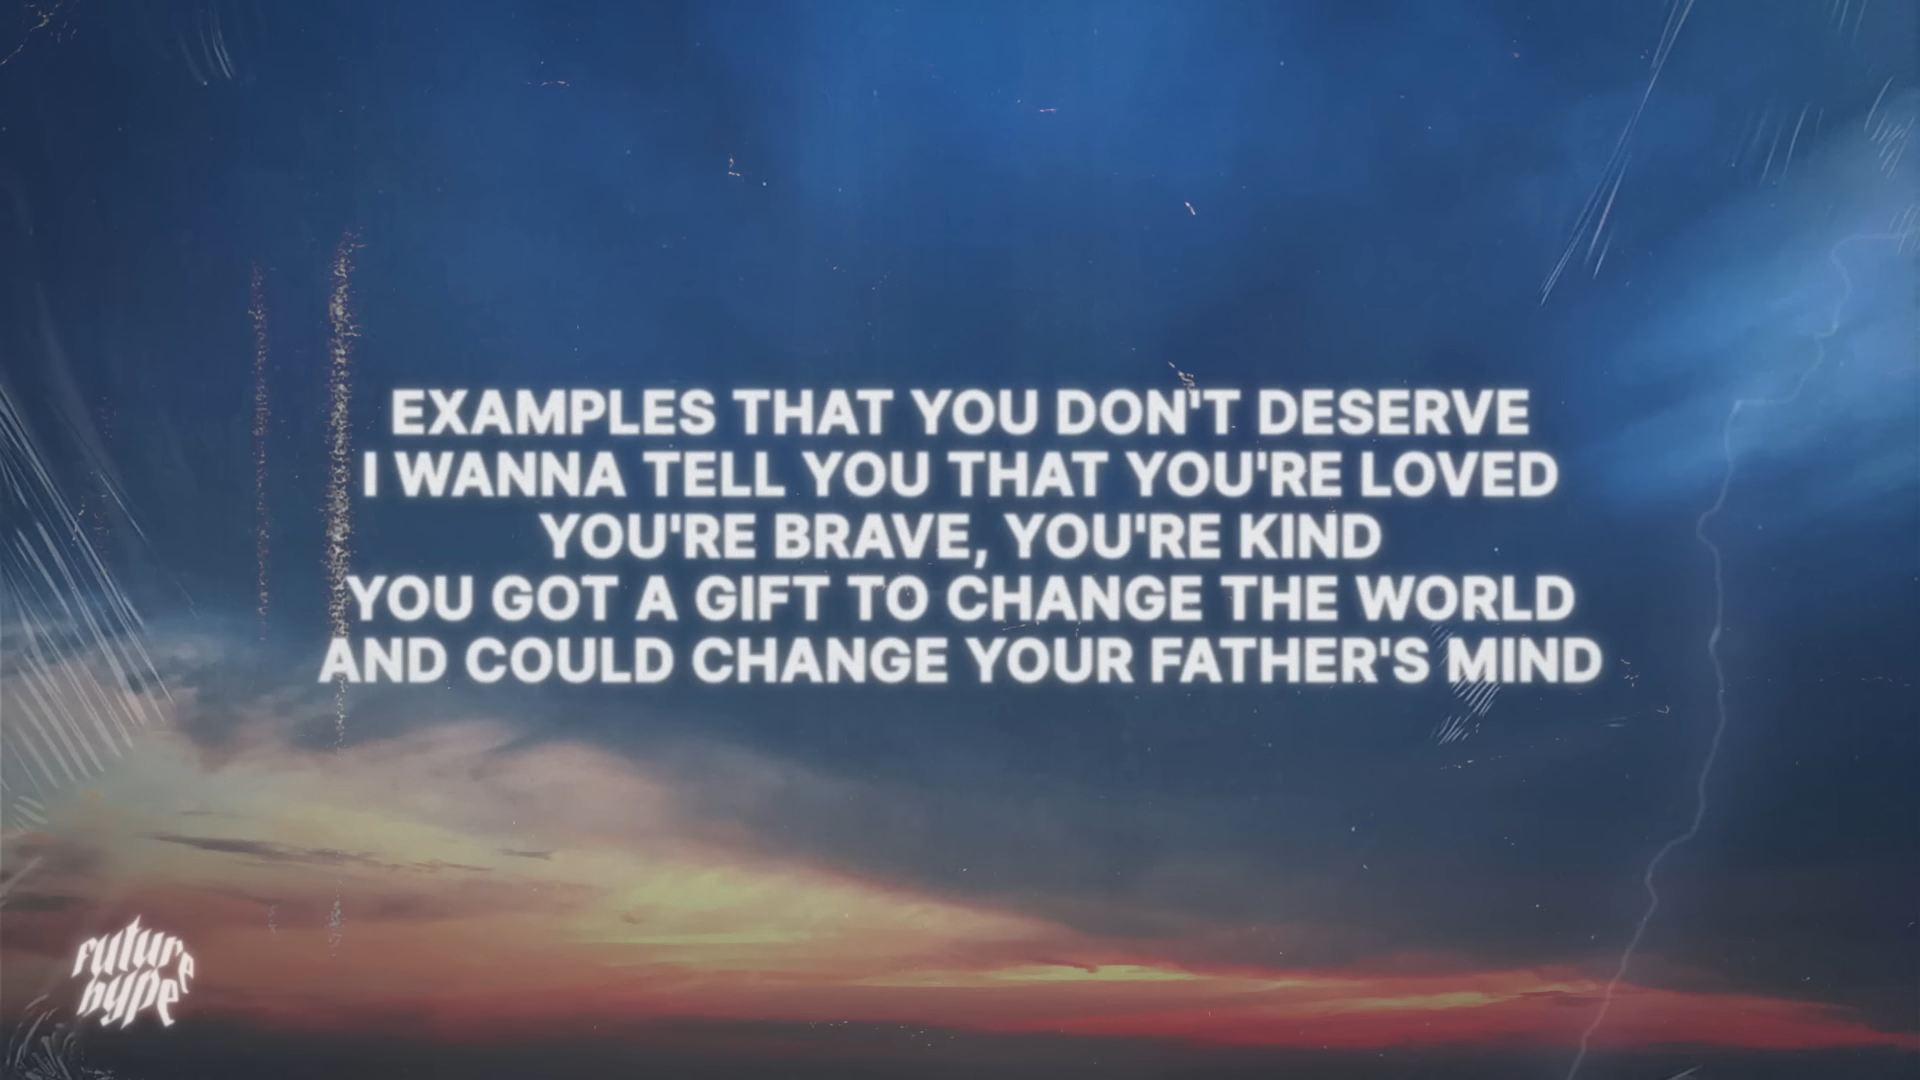 EXAMPLES THAT YOU DON'T DESERVE
I WANNA TELL YOU THAT YOU'RE LOVED
YOU'RE BRAVE, YOU'RE KIND
YOU GOT A GIFT TO CHANGE THE WORLD
AND COULD CHANGE YOUR FATHER'S MIND
future
hype